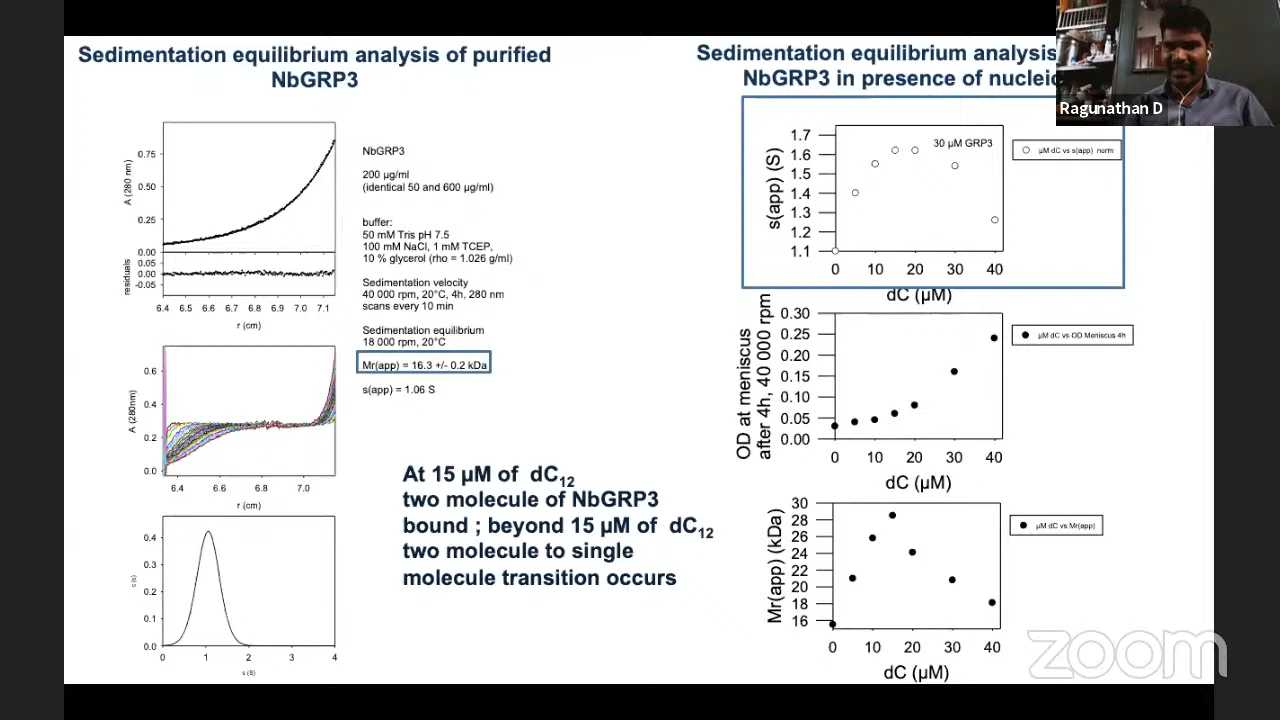 Sedimentation equilibrium analysis of purified
NbGRP3
0.75
0.50
0.25
0.00
A (280 nm)
0.05
0.00
-0.05
residuals
6.4 6.5 6.6 6.7 6.8 6.9 7.0 7.1
r (cm)
0.6
0.4
0.2
0.0
A (280nm)
6.4 6.6 6.8 7.0
r (cm)
0.4
0.3
0.2
0.1
0.0
c (s)
0 1 2 3 4
s (S)
NbGRP3
200 µg/ml
(identical 50 and 600 µg/ml)
buffer:
50 mM Tris pH 7.5
100 mM NaCl, 1 mM TCEP,
10 % glycerol (rho = 1.026 g/ml)
Sedimentation velocity
40 000 rpm, 20°C, 4h, 280 nm
scans every 10 min
Sedimentation equilibrium
18 000 rpm, 20°C
Mr(app) = 16.3 +/- 0.2 kDa
s(app) = 1.06 S
At 15 µM of dC12
two molecule of NbGRP3
bound ; beyond 15 µM of dC12
two molecule to single
molecule transition occurs
Sedimentation equilibrium analysis
NbGRP3 in presence of
Ragunathan D
1.7
1.6
1.5
1.4
1.3
1.2
1.1
s(app) (S)
30 µM GRP3
µM dC vs s(app) norm
0 10 20 30 40
dC (µM)
0.30
0.25
0.20
0.15
0.10
0.05
0.00
OD at meniscus
after 4h, 40 000 rpm
µM dC vs OD Meniscus 4h
0 10 20 30 40
dC (µM)
30
28
26
24
22
20
18
16
Mr(app) (kDa)
µM dC vs Mr(app)
0 10 20 30 40
dC (µM)
zoom